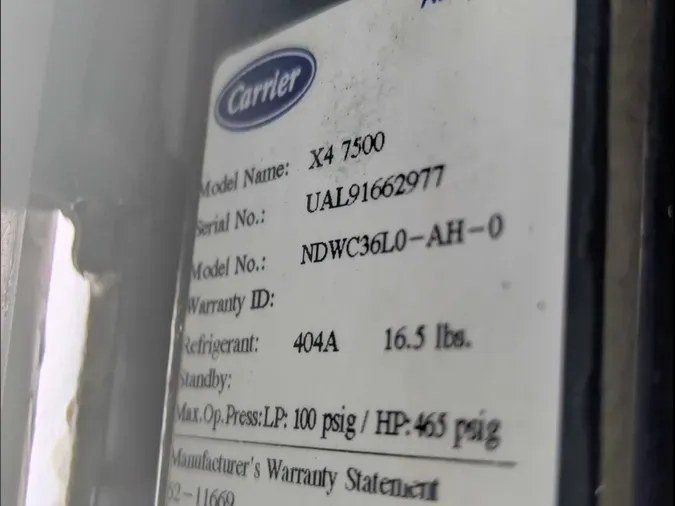 Carrier
Model Name: X4 7500
Serial No.: UAL91662977
Model No.: NDWC36L0-AH-0
Warranty ID:
Refrigerant: 404A 16.5 lbs.
Standby:
Max.Op.Press:LP: 100 psig / HP:465 psig
Manufacturer's Warranty Statement
62-11669